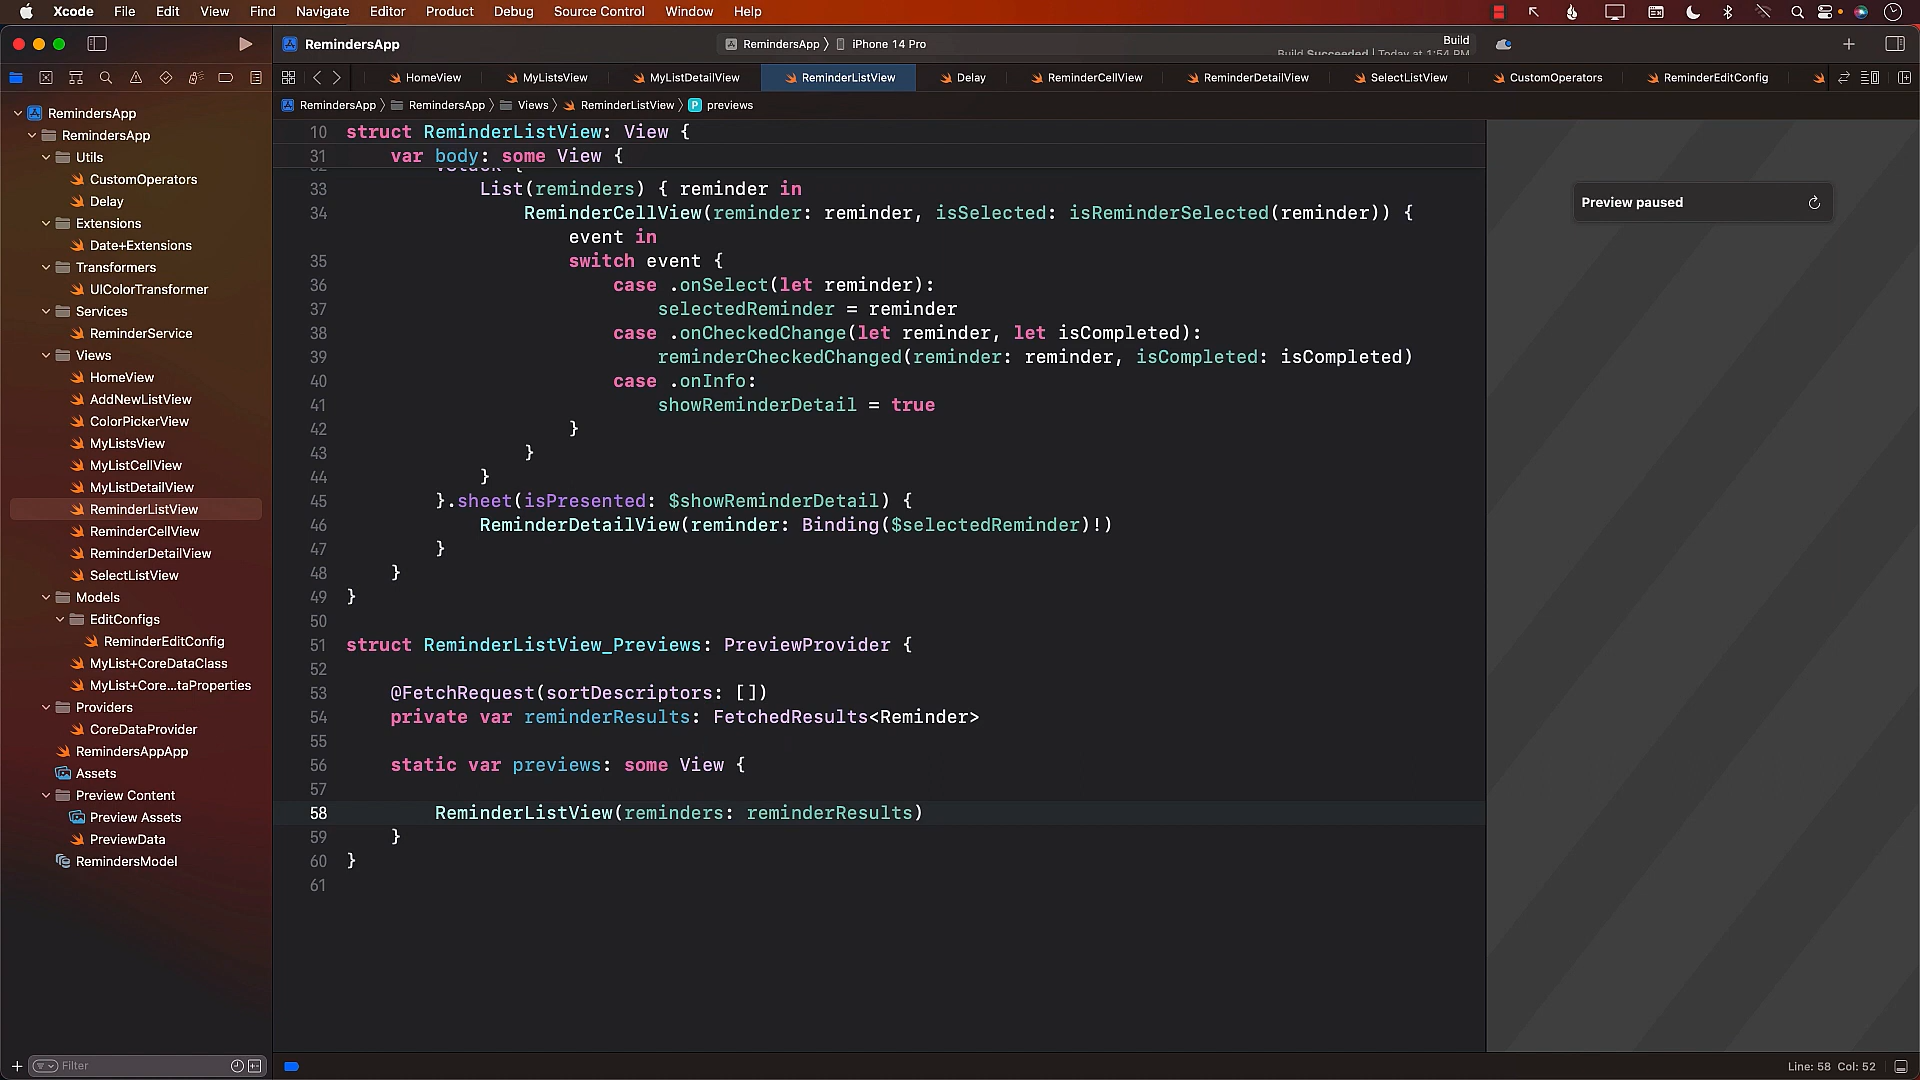 Xcode File Edit View Find Navigate Editor Product Debug Source Control Window Help
RemindersApp
RemindersApp 〉 iPhone 14 Pro
Build
Build Succeeded | Today at 1:54 PM
HomeView MyListsView MyListDetailView ReminderListView Delay ReminderCellView ReminderDetailView SelectListView CustomOperators ReminderEditConfig
RemindersApp 〉 RemindersApp 〉 Views 〉 ReminderListView 〉 P previews
RemindersApp
RemindersApp
Utils
CustomOperators
Delay
Extensions
Date+Extensions
Transformers
UIColorTransformer
Services
ReminderService
Views
HomeView
AddNewListView
ColorPickerView
MyListsView
MyListCellView
MyListDetailView
ReminderListView
ReminderCellView
ReminderDetailView
SelectListView
Models
EditConfigs
ReminderEditConfig
MyList+CoreDataClass
MyList+Core...taProperties
Providers
CoreDataProvider
RemindersAppApp
Assets
Preview Content
Preview Assets
PreviewData
RemindersModel
Filter
10 struct ReminderListView: View {
31 var body: some View {
32 VStack {
33 List(reminders) { reminder in
34 ReminderCellView(reminder: reminder, isSelected: isReminderSelected(reminder)) {
event in
35 switch event {
36 case .onSelect(let reminder):
37 selectedReminder = reminder
38 case .onCheckedChange(let reminder, let isCompleted):
39 reminderCheckedChanged(reminder: reminder, isCompleted: isCompleted)
40 case .onInfo:
41 showReminderDetail = true
42 }
43 }
44 }
45 }.sheet(isPresented: $showReminderDetail) {
46 ReminderDetailView(reminder: Binding($selectedReminder)!)
47 }
48 }
49 }
50
51 struct ReminderListView_Previews: PreviewProvider {
52
53 @FetchRequest(sortDescriptors: [])
54 private var reminderResults: FetchedResults<Reminder>
55
56 static var previews: some View {
57
58 ReminderListView(reminders: reminderResults)
59 }
60 }
61
Preview paused
Line: 58 Col: 52